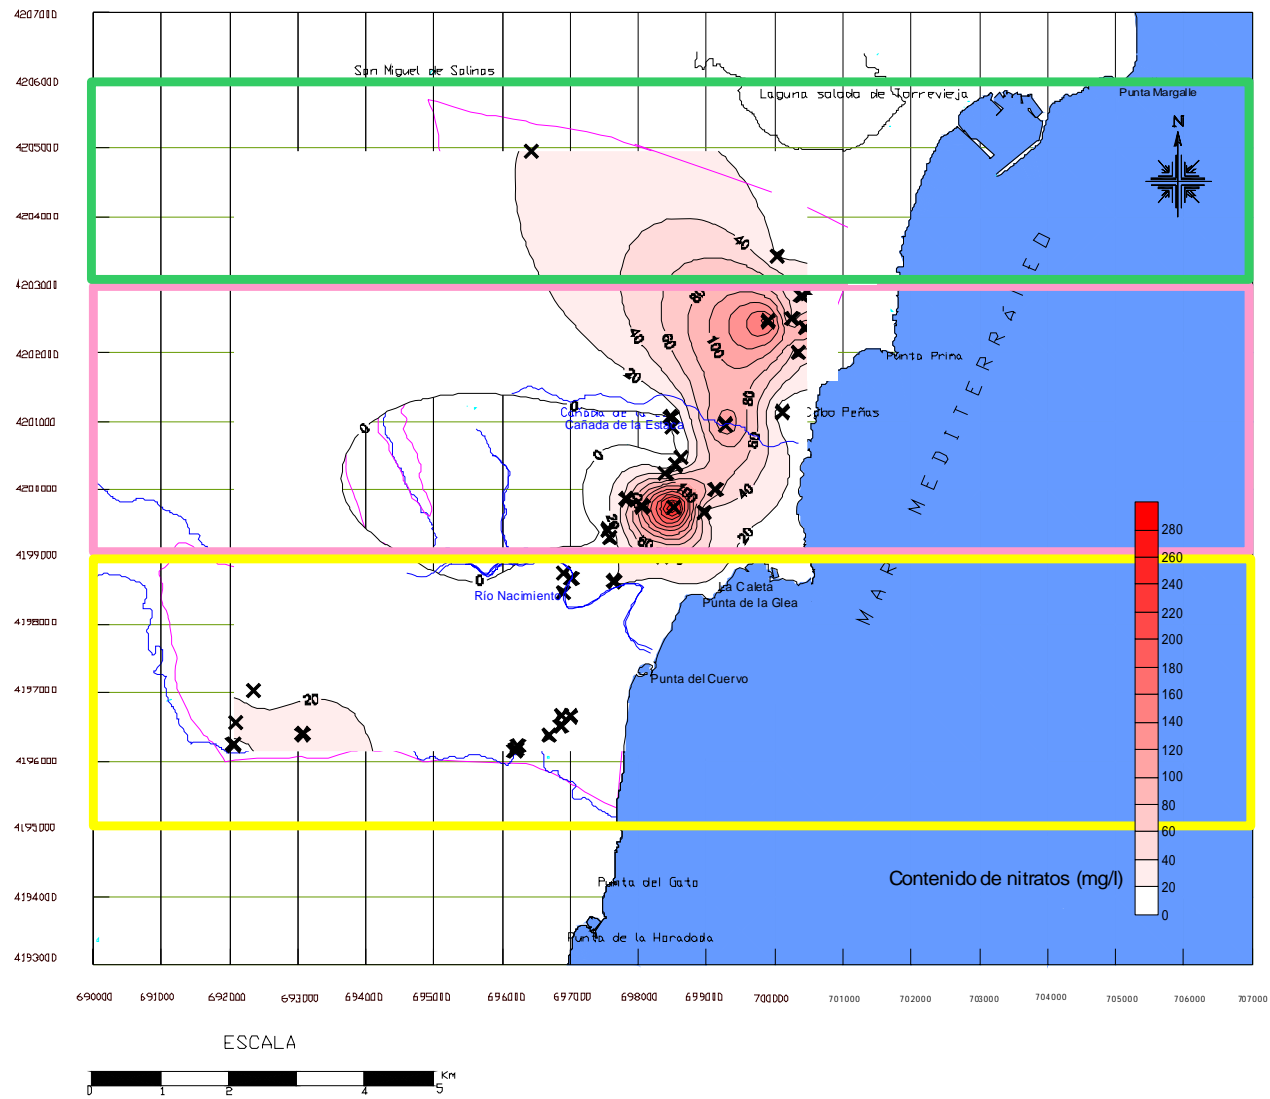 4207000
San Miguel de Salinas
4206000
Laguna salada de Torrevieja
Punta Margalle
N
4205000
4204000
40
MAR MEDITERRÁNEO
4203000
80
40
60
100
4202000
Punta Prima
20
80
0
Cabo Peñas
Cañada de la Estaca
4201000
0
60
0
4200000
100
40
20
20
80
4199000
0
La Caleta
Río Nacimiento
Punta de la Glea
4198000
4197000
20
Punta del Cuervo
4196000
4195000
280
260
240
220
200
180
160
140
120
100
80
60
40
20
0
Contenido de nitratos (mg/l)
Punta del Gato
4194000
Punta de la Horadada
4193000
690000 691000 692000 693000 694000 695000 696000 697000 698000 699000 700000 701000 702000 703000 704000 705000 706000 707000
ESCALA
Km
0 1 2 4 5